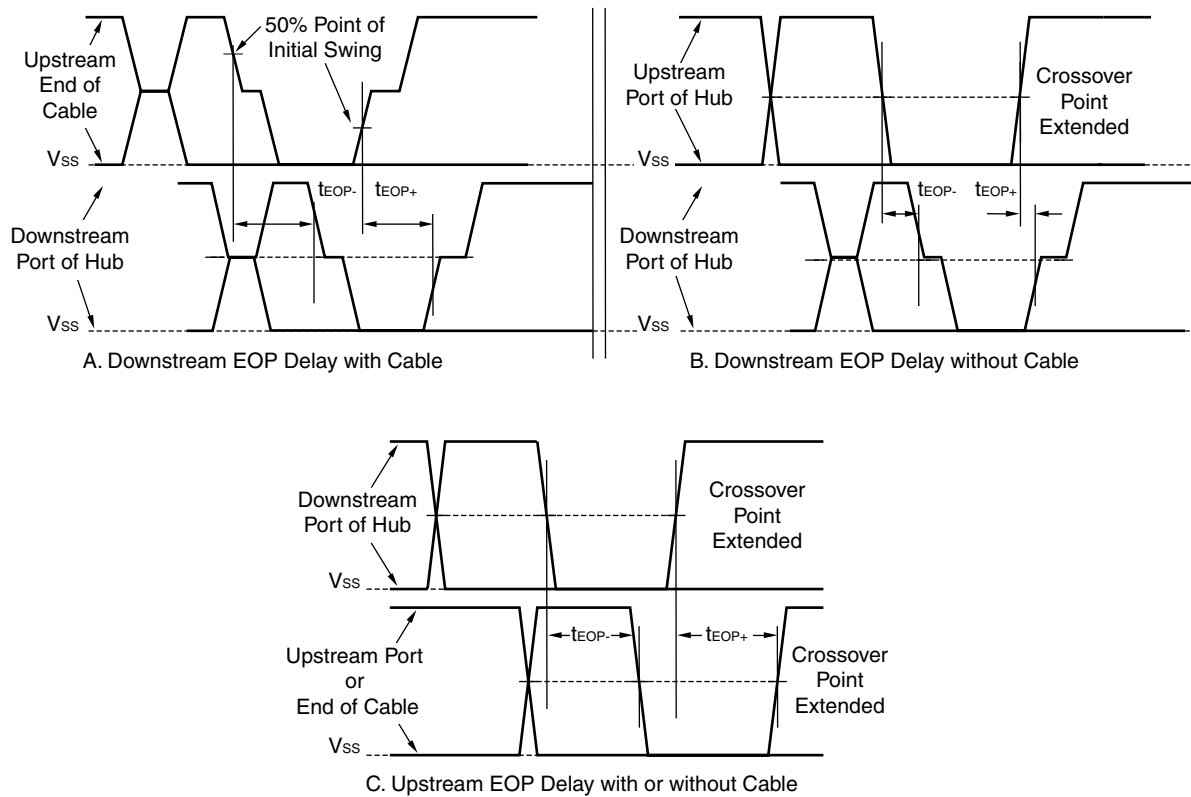 50% Point of
Initial Swing
Upstream
End of
Cable
VSS
tEOP- tEOP+
Downstream
Port of Hub
VSS
A. Downstream EOP Delay with Cable
Upstream
Port of Hub
Crossover
Point
Extended
VSS
tEOP- tEOP+
Downstream
Port of Hub
VSS
B. Downstream EOP Delay without Cable
Downstream
Port of Hub
Crossover
Point
Extended
VSS
tEOP- tEOP+
Upstream Port
or
End of Cable
Crossover
Point
Extended
VSS
C. Upstream EOP Delay with or without Cable